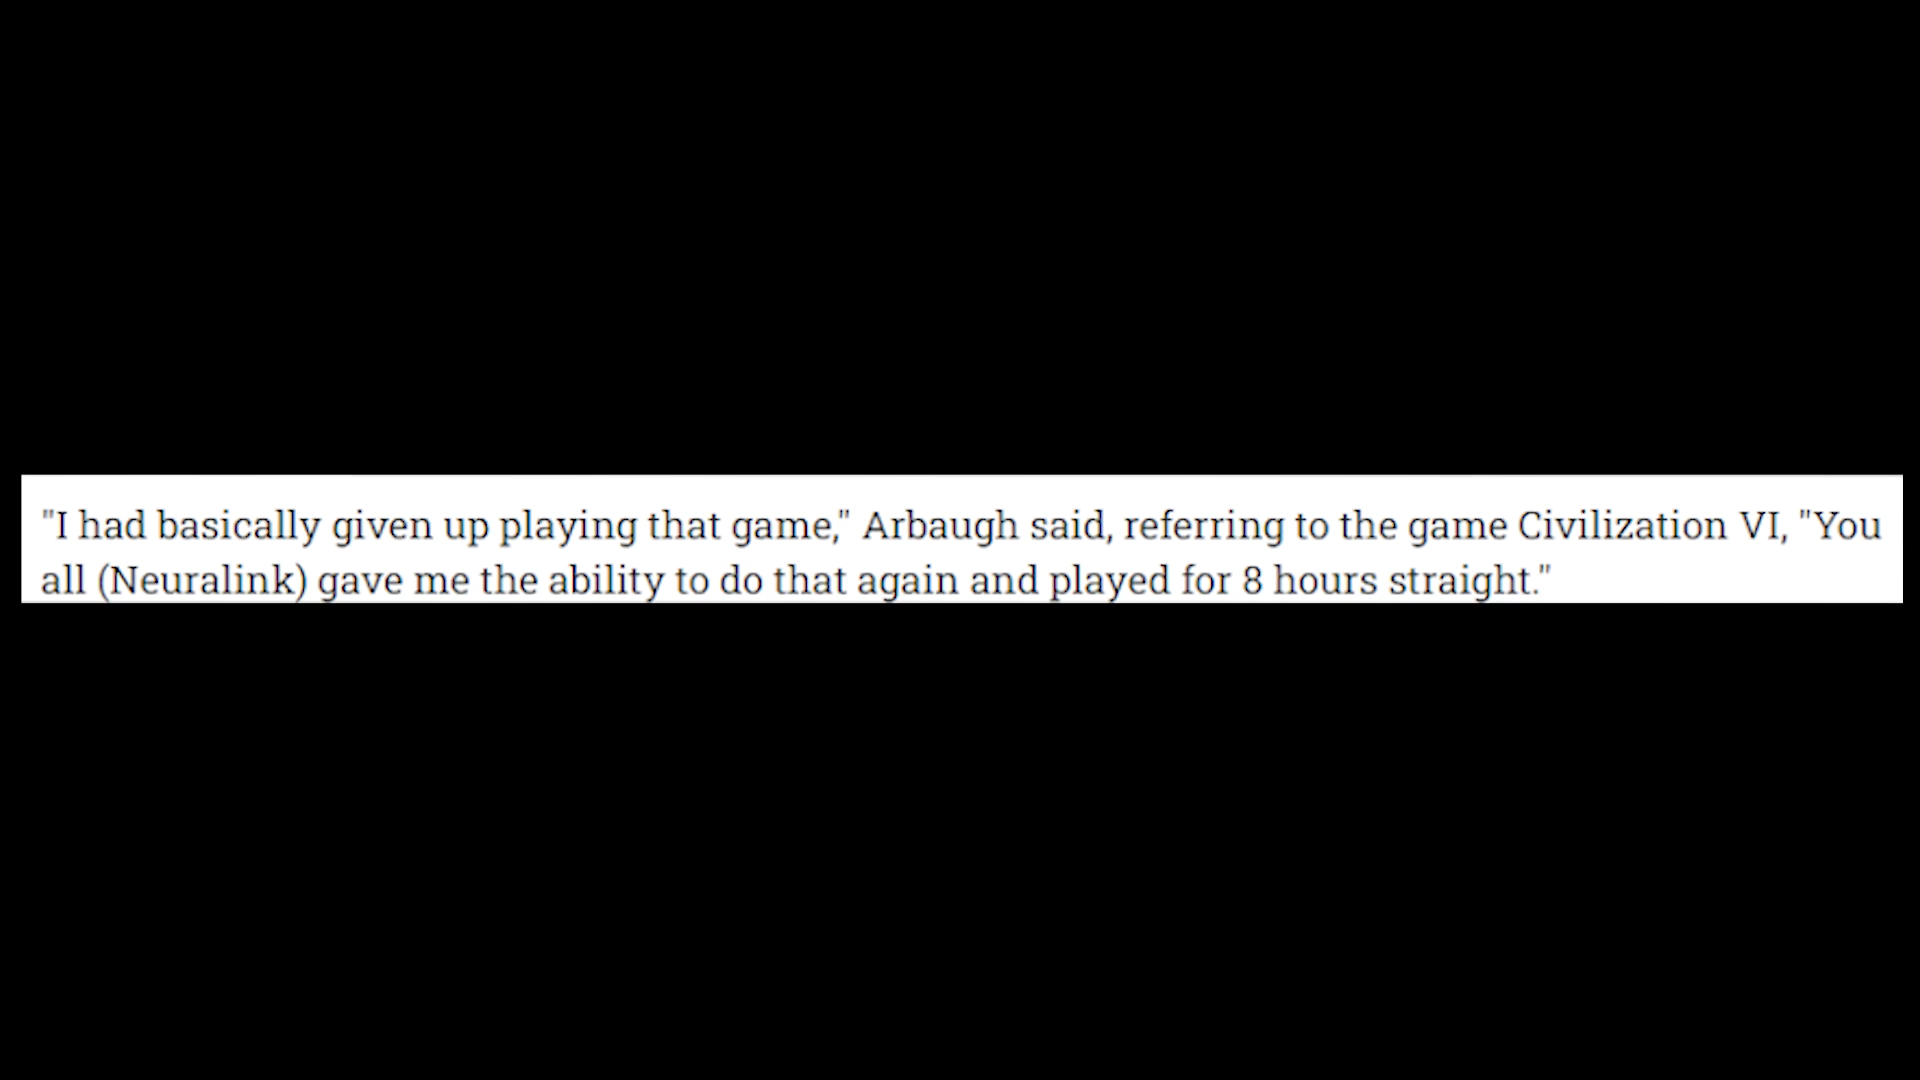 "I had basically given up playing that game," Arbaugh said, referring to the game Civilization VI, "You
all (Neuralink) gave me the ability to do that again and played for 8 hours straight."